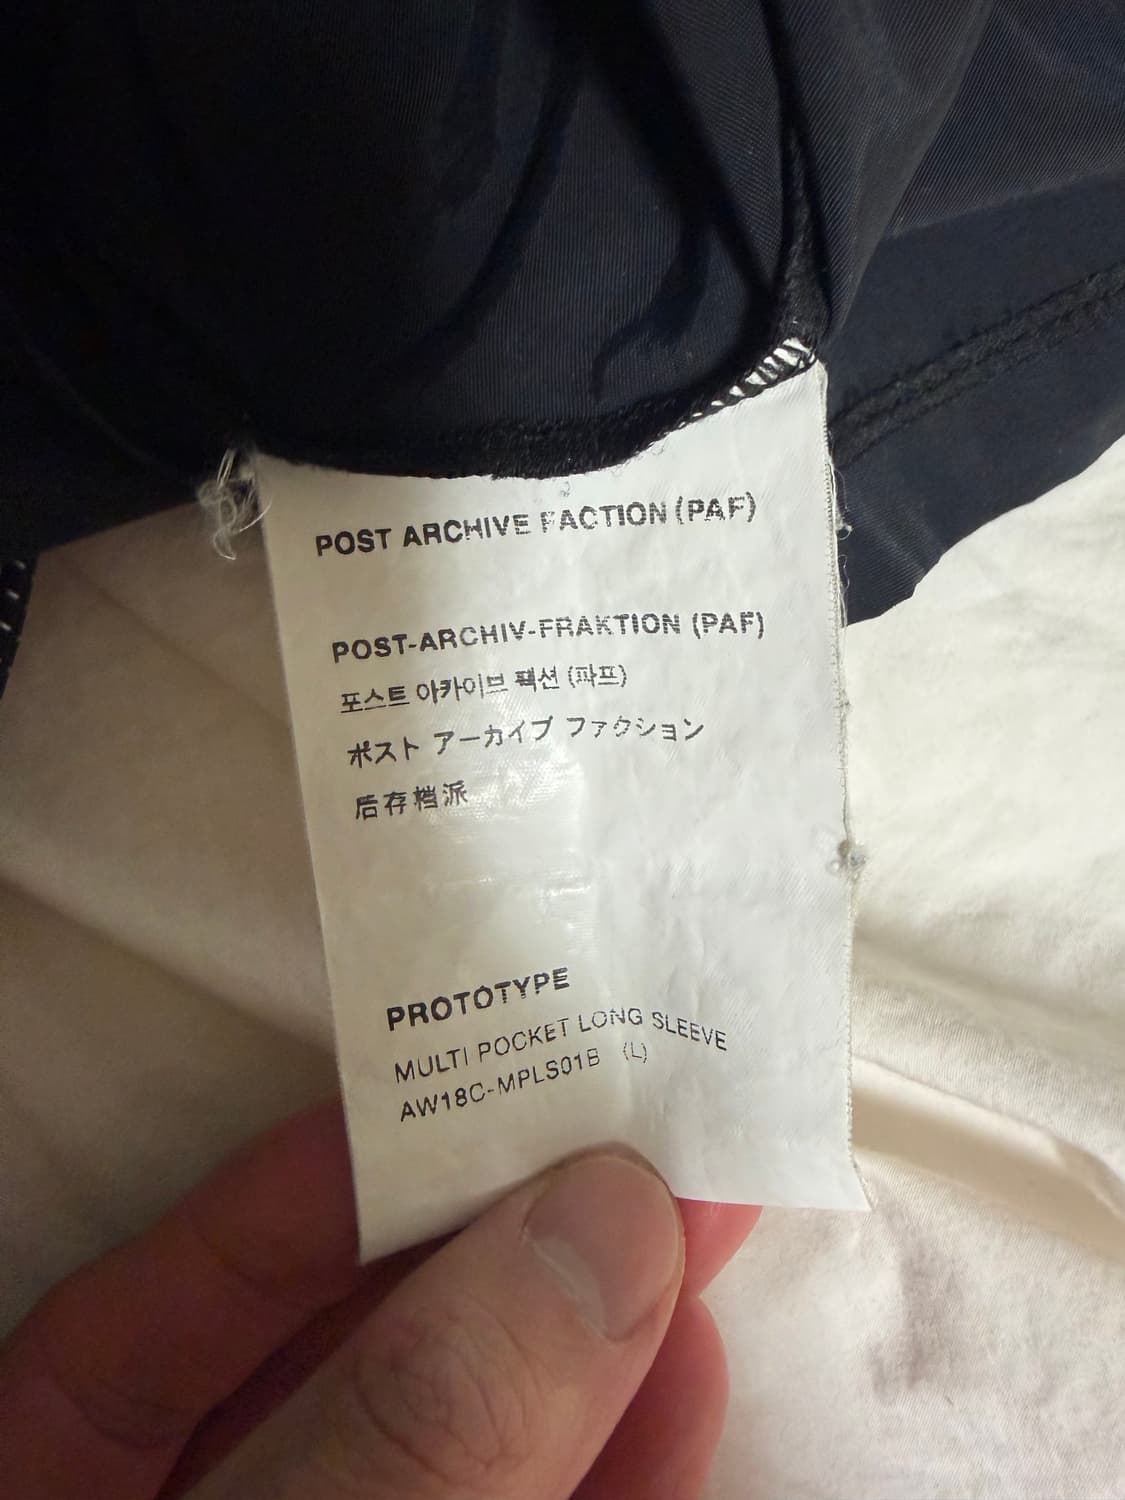 POST ARCHIVE FACTION (PAF)
POST-ARCHIV-FRAKTION (PAF)
포스트 아카이브 팩션 (파프)
ポスト アーカイブ ファクション
后存档派
PROTOTYPE
MULTI POCKET LONG SLEEVE
AW18C-MPLS01B (L)